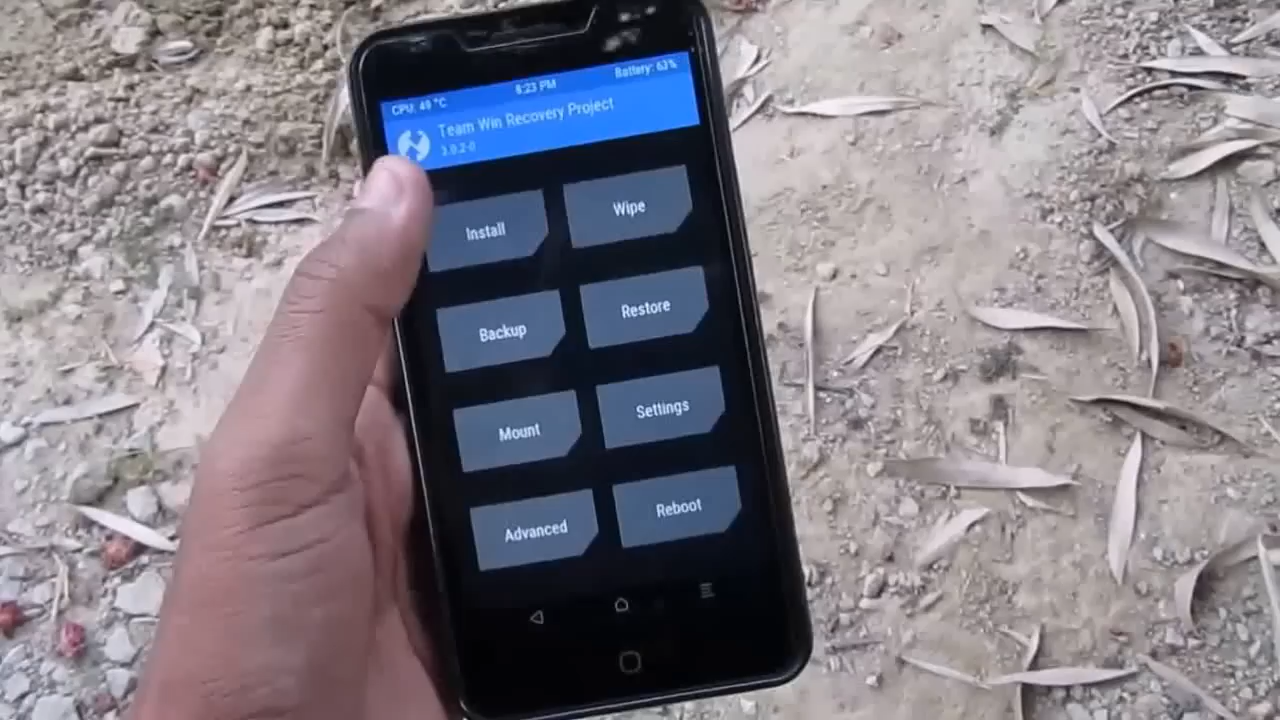 CPU: 49 °C 8:23 PM Battery: 63%
Team Win Recovery Project
3.0.2-0
Install Wipe
Backup Restore
Mount Settings
Advanced Reboot